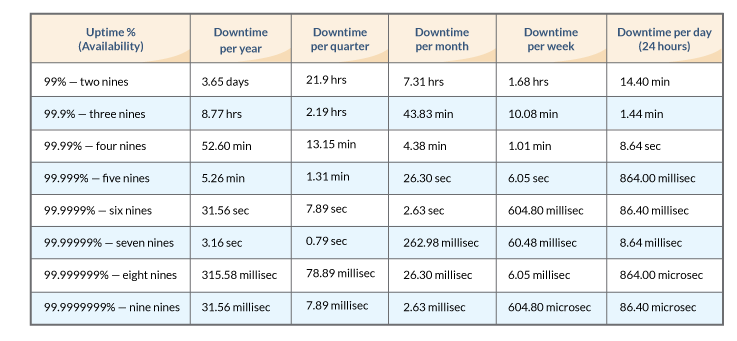 Uptime % (Availability) Downtime per year Downtime per quarter Downtime per month Downtime per week Downtime per day (24 hours)
99% — two nines 3.65 days 21.9 hrs 7.31 hrs 1.68 hrs 14.40 min
99.9% — three nines 8.77 hrs 2.19 hrs 43.83 min 10.08 min 1.44 min
99.99% — four nines 52.60 min 13.15 min 4.38 min 1.01 min 8.64 sec
99.999% — five nines 5.26 min 1.31 min 26.30 sec 6.05 sec 864.00 millisec
99.9999% — six nines 31.56 sec 7.89 sec 2.63 sec 604.80 millisec 86.40 millisec
99.99999% — seven nines 3.16 sec 0.79 sec 262.98 millisec 60.48 millisec 8.64 millisec
99.999999% — eight nines 315.58 millisec 78.89 millisec 26.30 millisec 6.05 millisec 864.00 microsec
99.9999999% — nine nines 31.56 millisec 7.89 millisec 2.63 millisec 604.80 microsec 86.40 microsec